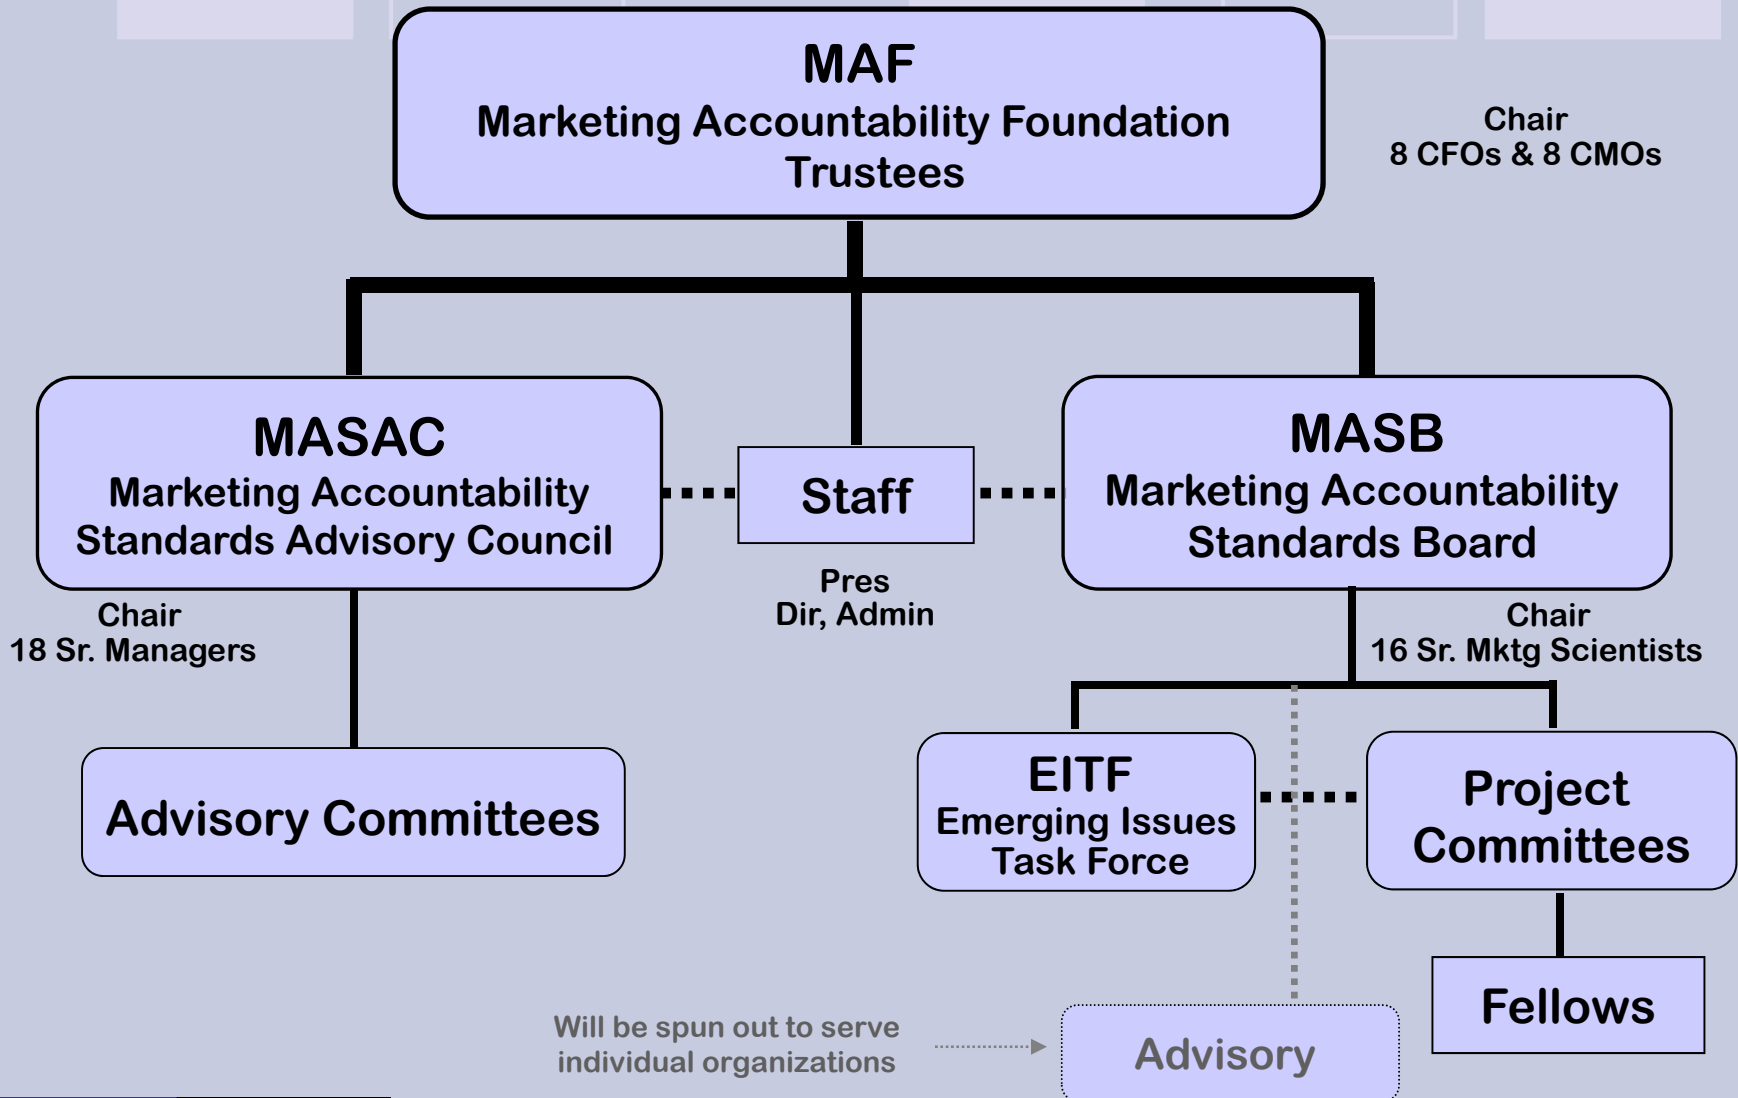 MAF
Marketing Accountability Foundation
Trustees
Chair
8 CFOs & 8 CMOs
MASAC
Marketing Accountability
Standards Advisory Council
Staff
MASB
Marketing Accountability
Standards Board
Chair
18 Sr. Managers
Pres
Dir, Admin
Chair
16 Sr. Mktg Scientists
Advisory Committees
EITF
Emerging Issues
Task Force
Project
Committees
Fellows
Will be spun out to serve
individual organizations
Advisory